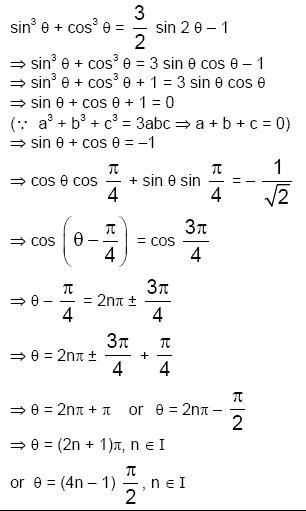 sin³ θ + cos³ θ = 3/2 sin 2 θ – 1
⇒ sin³ θ + cos³ θ = 3 sin θ cos θ – 1
⇒ sin³ θ + cos³ θ + 1 = 3 sin θ cos θ
⇒ sin θ + cos θ + 1 = 0
(∵ a³ + b³ + c³ = 3abc ⇒ a + b + c = 0)
⇒ sin θ + cos θ = –1
⇒ cos θ cos π/4 + sin θ sin π/4 = – 1/√2
⇒ cos (θ – π/4) = cos 3π/4
⇒ θ – π/4 = 2nπ ± 3π/4
⇒ θ = 2nπ ± 3π/4 + π/4
⇒ θ = 2nπ + π or θ = 2nπ – π/2
⇒ θ = (2n + 1)π, n ∈ I
or θ = (4n – 1) π/2, n ∈ I